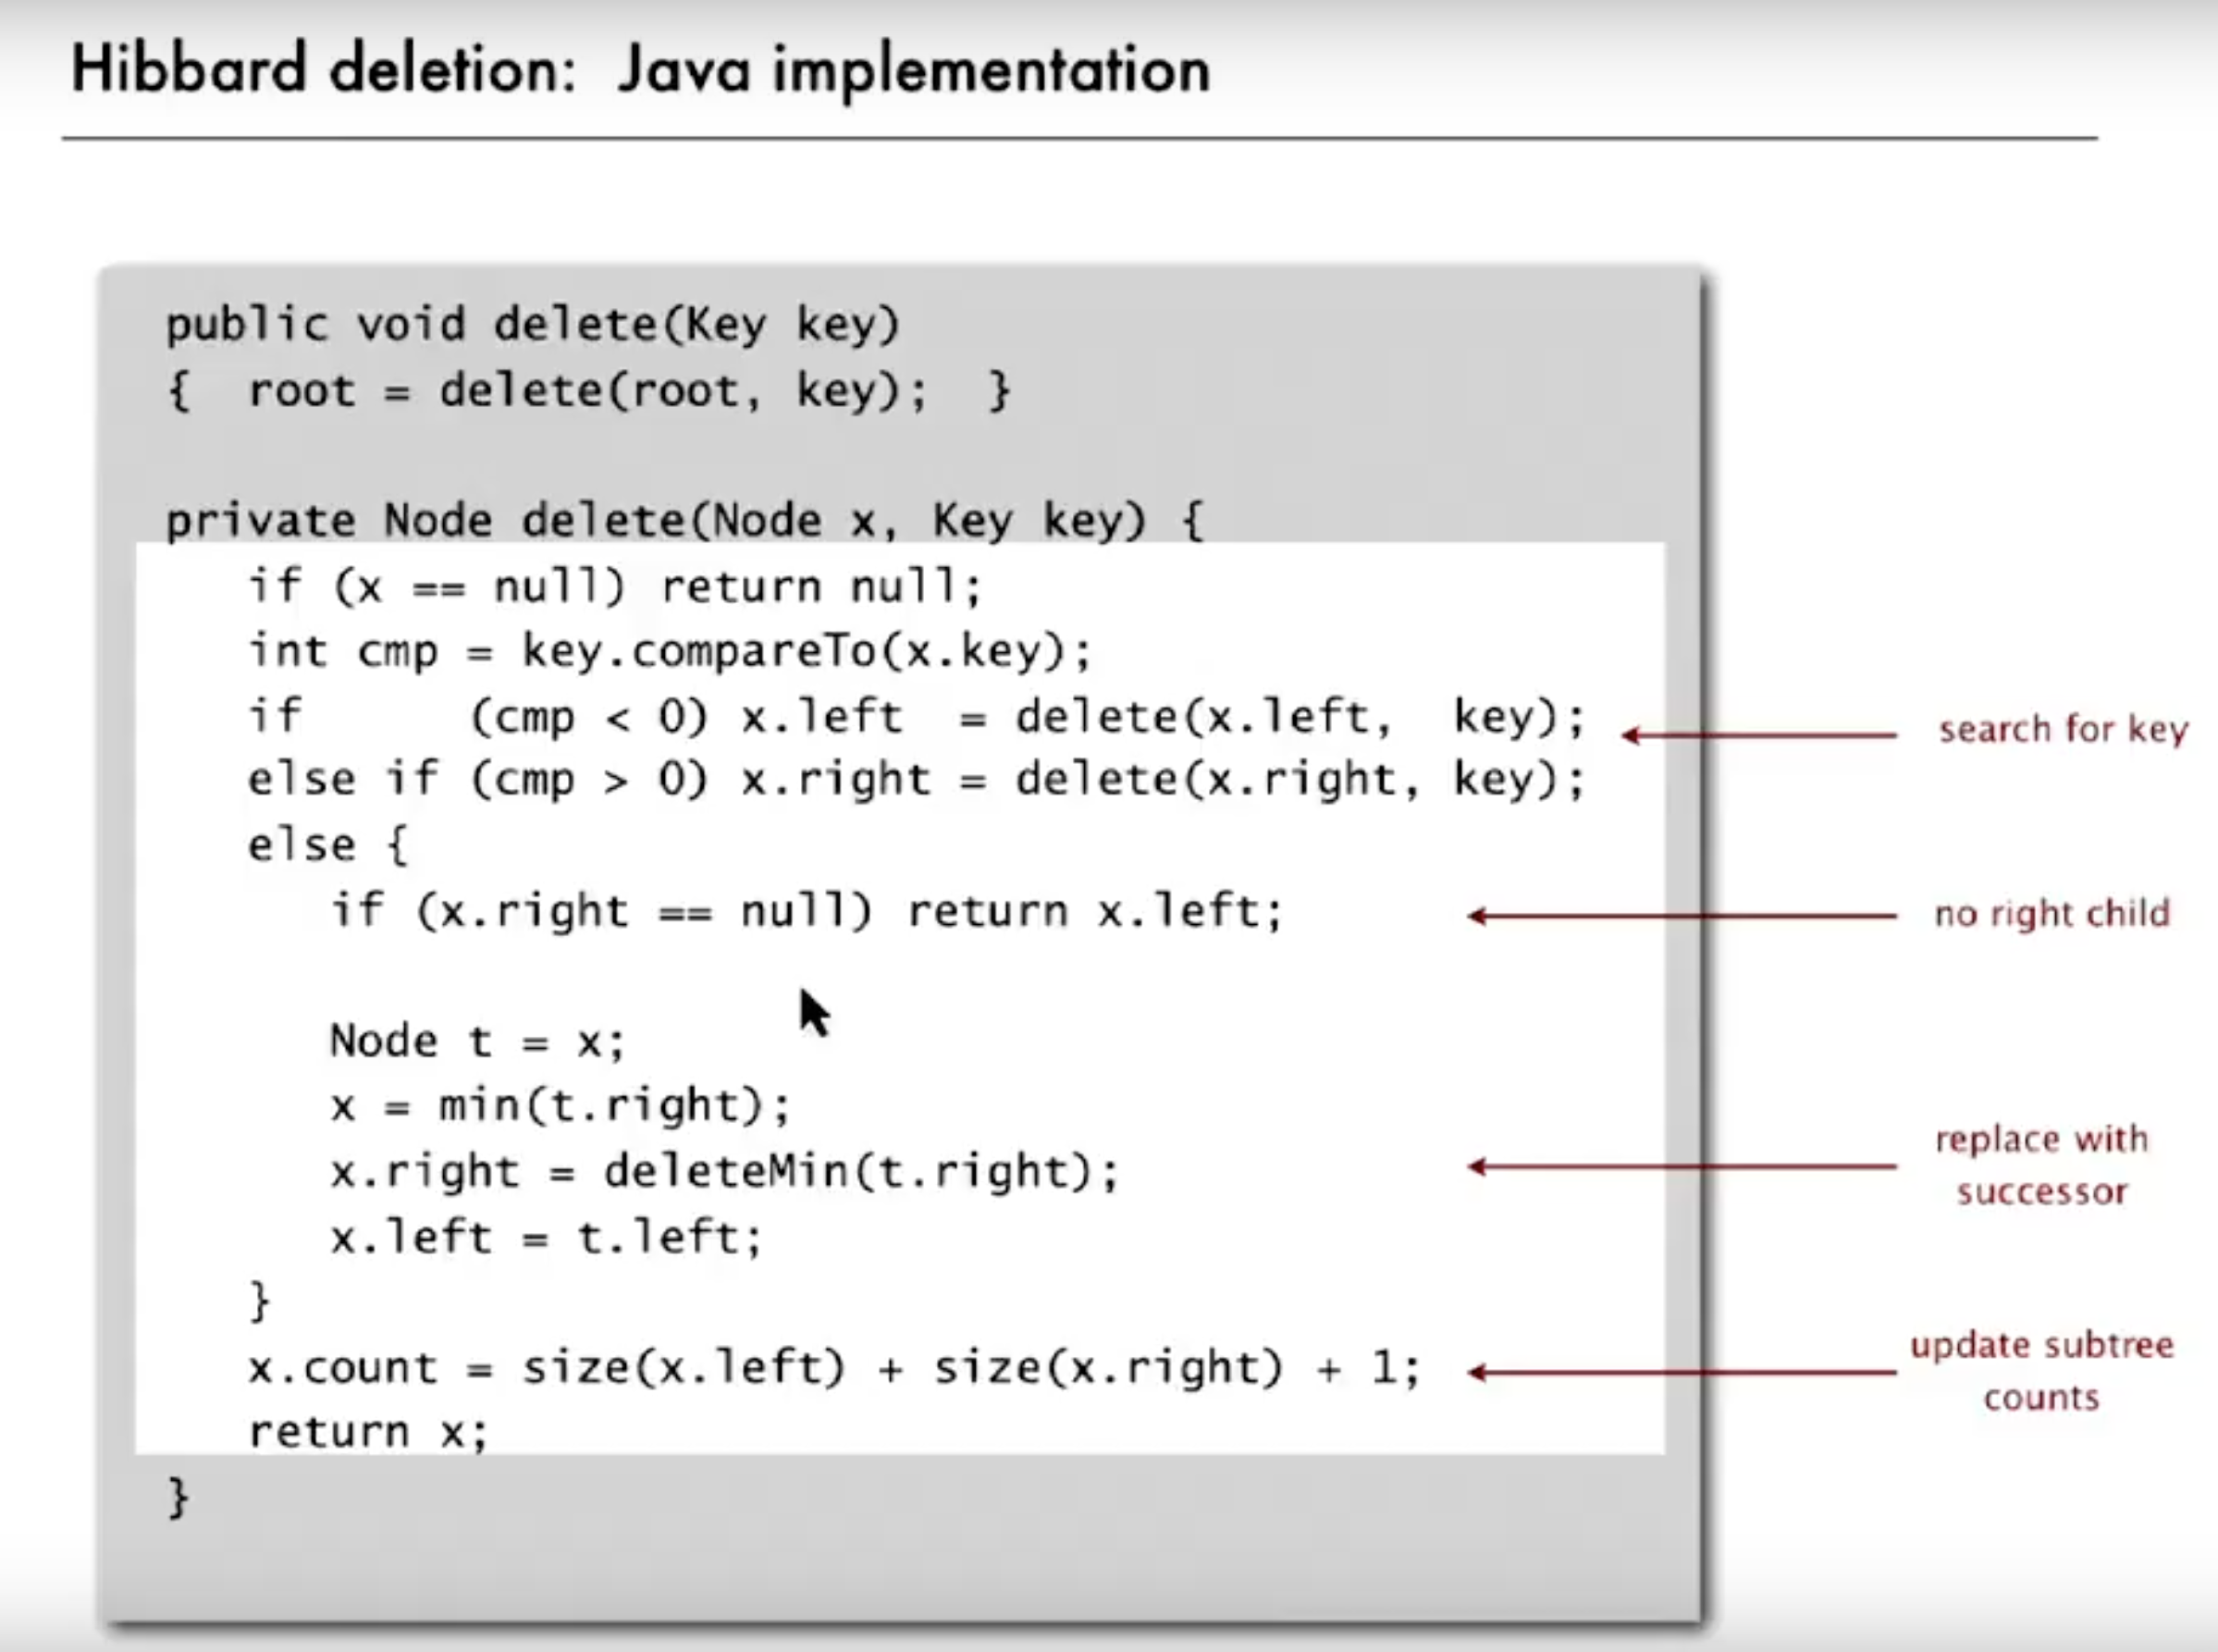 Hibbard deletion: Java implementation
public void delete(Key key)
{  root = delete(root, key);  }
private Node delete(Node x, Key key) {
   if (x == null) return null;
   int cmp = key.compareTo(x.key);
   if      (cmp < 0) x.left  = delete(x.left,  key);
search for key
   else if (cmp > 0) x.right = delete(x.right, key);
   else {
      if (x.right == null) return x.left;
no right child
      Node t = x;
      x = min(t.right);
      x.right = deleteMin(t.right);
      x.left = t.left;
replace with
successor
   }
   x.count = size(x.left) + size(x.right) + 1;
update subtree
counts
   return x;
}